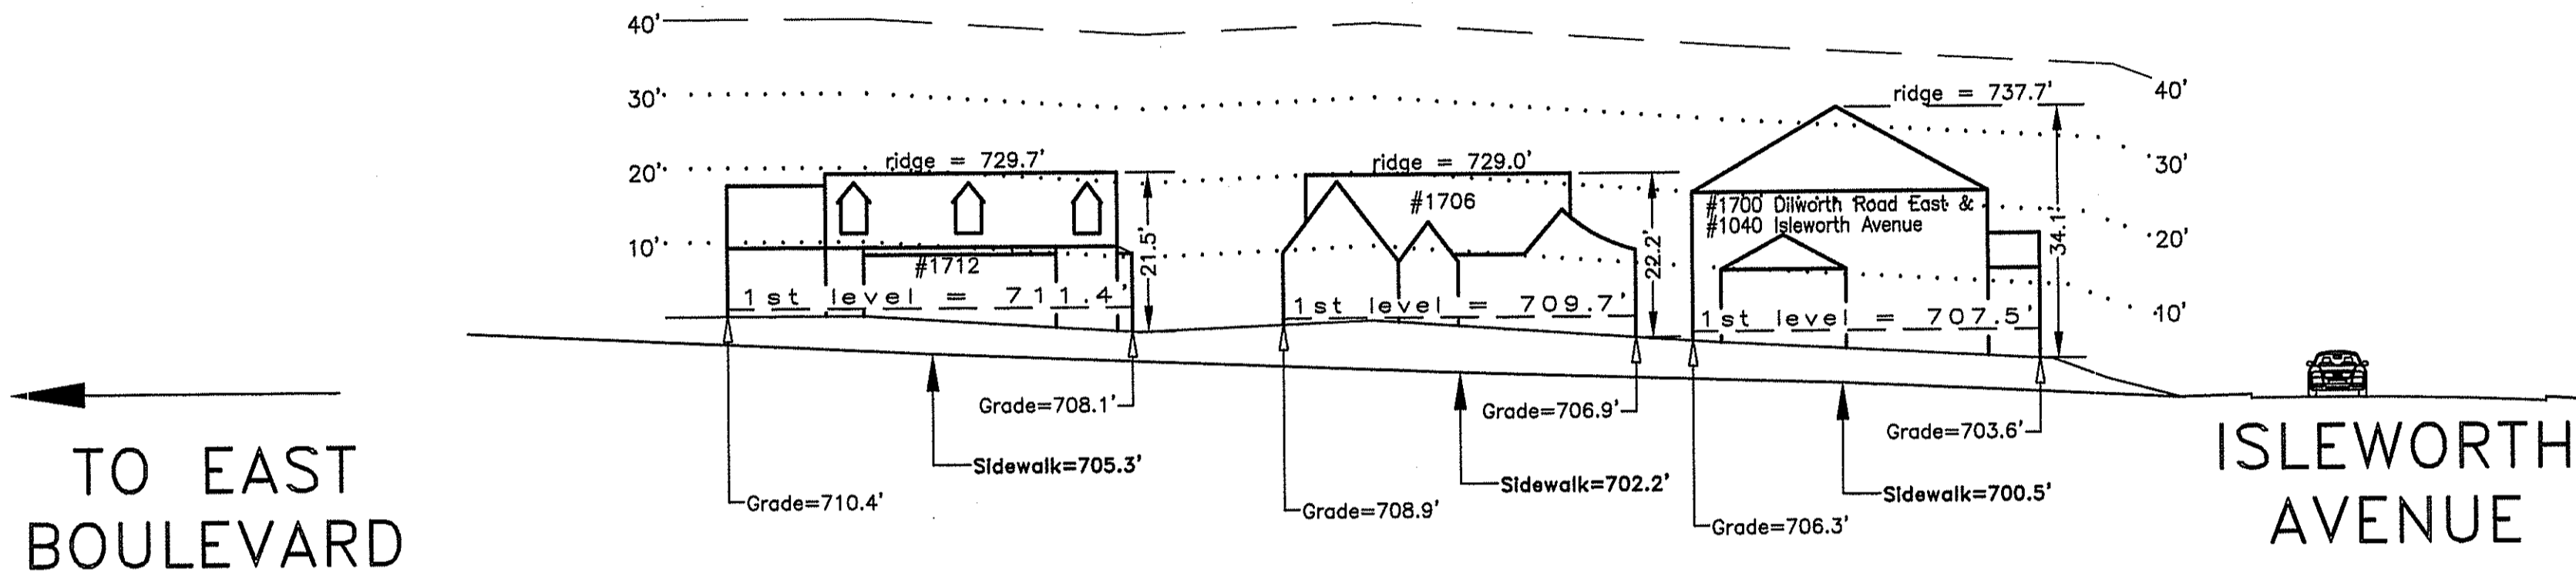 40'
30'
20'
10'
ridge = 729.7'
#1712
1st level = 711.4'
21.5'
ridge = 729.0'
#1706
1st level = 709.7'
22.2'
ridge = 737.7'
#1700 Dilworth Road East &
#1040 Isleworth Avenue
1st level = 707.5'
34.1'
40'
30'
20'
10'
Grade=708.1'
Sidewalk=705.3'
Grade=710.4'
Grade=706.9'
Sidewalk=702.2'
Grade=708.9'
Grade=703.6'
Sidewalk=700.5'
Grade=706.3'
TO EAST
BOULEVARD
ISLEWORTH
AVENUE